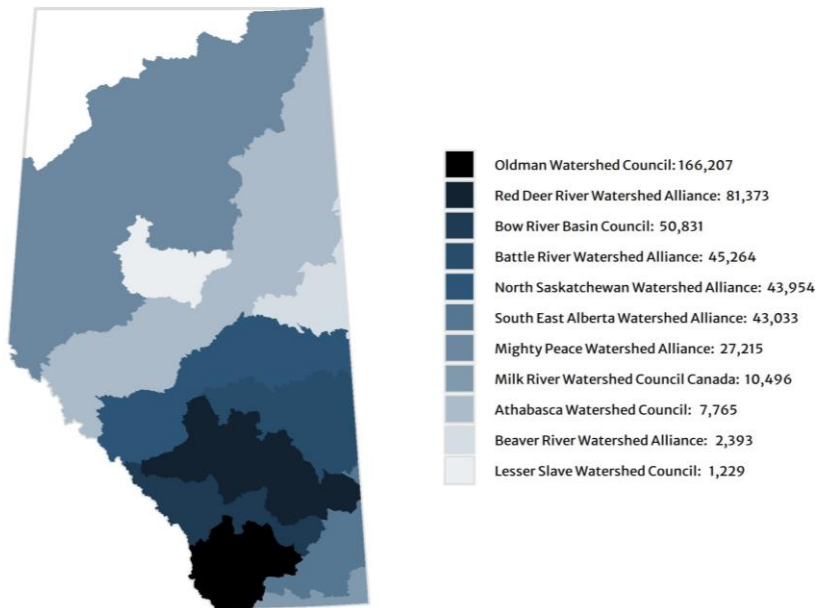 Oldman Watershed Council: 166,207
Red Deer River Watershed Alliance: 81,373
Bow River Basin Council: 50,831
Battle River Watershed Alliance: 45,264
North Saskatchewan Watershed Alliance: 43,954
South East Alberta Watershed Alliance: 43,033
Mighty Peace Watershed Alliance: 27,215
Milk River Watershed Council Canada: 10,496
Athabasca Watershed Council: 7,765
Beaver River Watershed Alliance: 2,393
Lesser Slave Watershed Council: 1,229